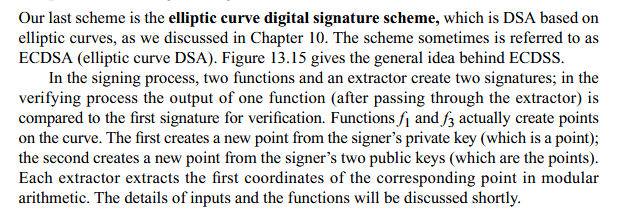 Our last scheme is the elliptic curve digital signature scheme, which is DSA based on
elliptic curves, as we discussed in Chapter 10. The scheme sometimes is referred to as
ECDSA (elliptic curve DSA). Figure 13.15 gives the general idea behind ECDSS.
In the signing process, two functions and an extractor create two signatures; in the
verifying process the output of one function (after passing through the extractor) is
compared to the first signature for verification. Functions f₁ and f₃ actually create points
on the curve. The first creates a new point from the signer's private key (which is a point);
the second creates a new point from the signer's two public keys (which are the points).
Each extractor extracts the first coordinates of the corresponding point in modular
arithmetic. The details of inputs and the functions will be discussed shortly.